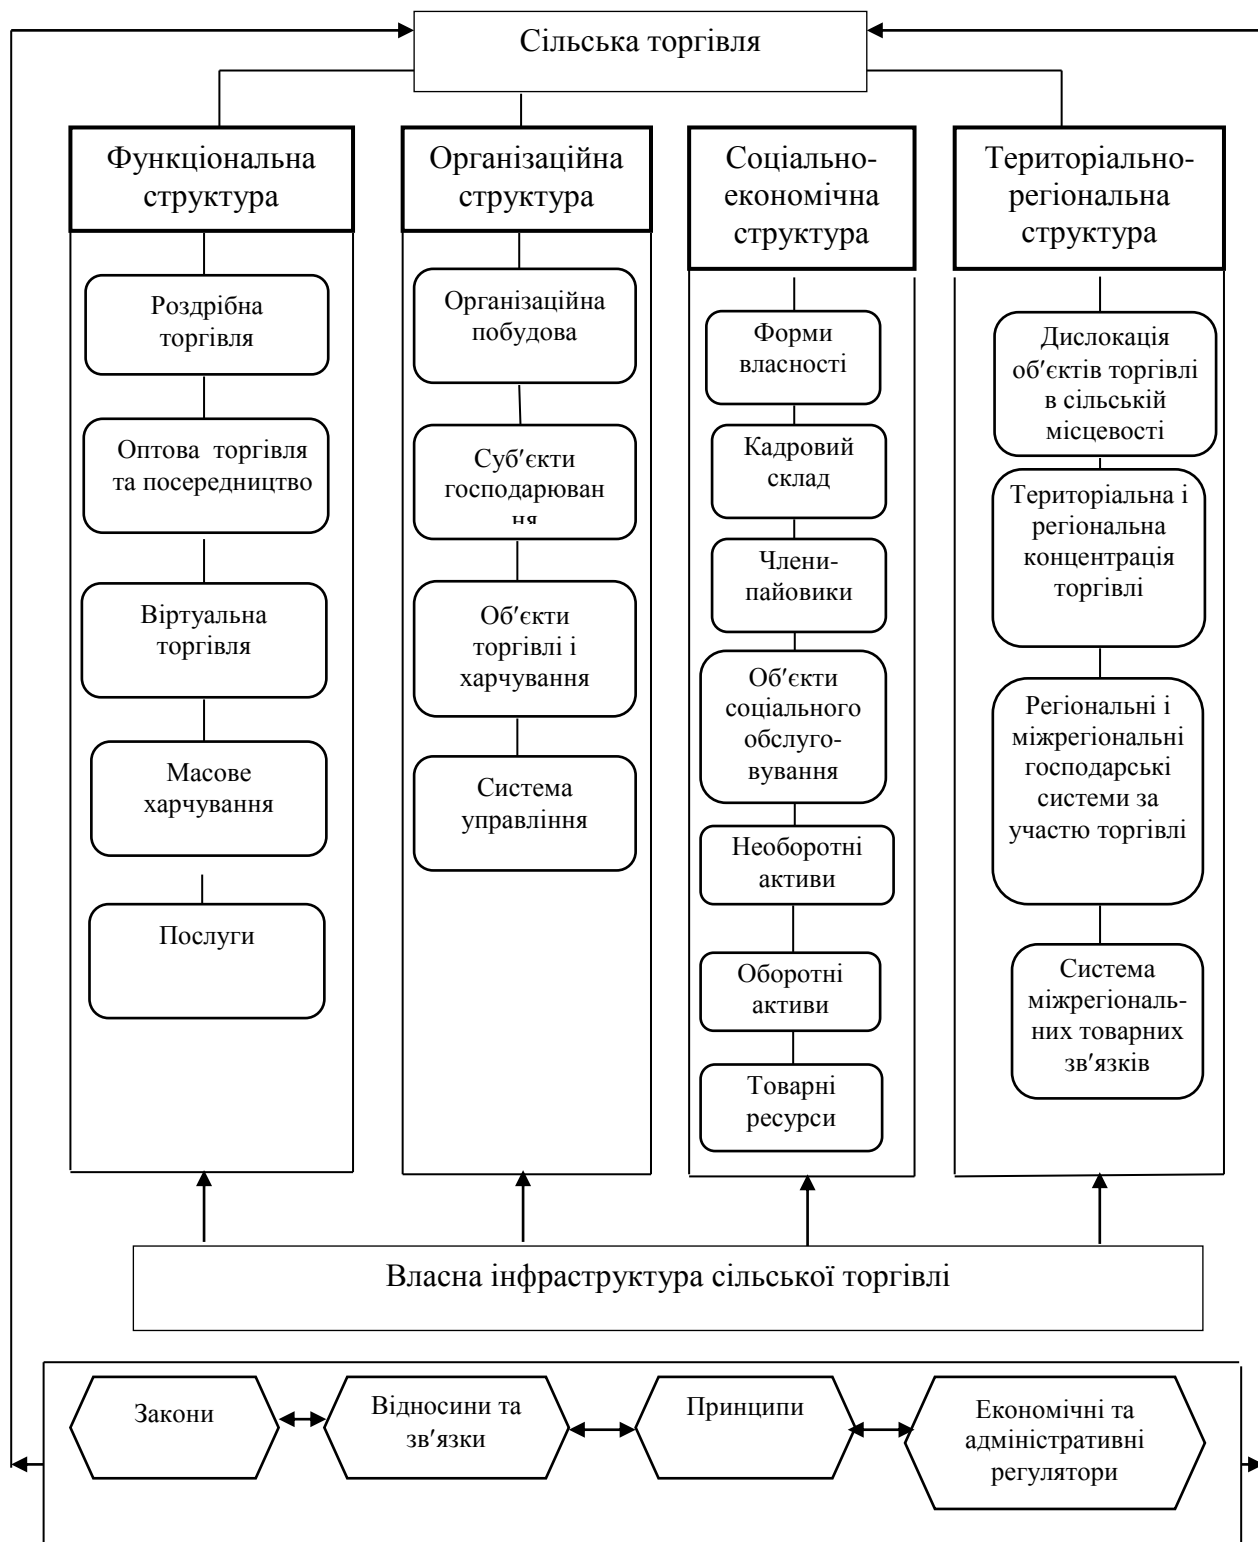 Сільська торгівля
Функціональна
структура
Роздрібна
торгівля
Оптова торгівля
та посередництво
Віртуальна
торгівля
Масове
харчування
Послуги
Організаційна
структура
Організаційна
побудова
Суб'єкти
господарюван
ня
Об'єкти
торгівлі і
харчування
Система
управління
Соціально-
економічна
структура
Форми
власності
Кадровий
склад
Члени-
пайовики
Об'єкти
соціального
обслуго-
вування
Необоротні
активи
Оборотні
активи
Товарні
ресурси
Територіально-
регіональна
структура
Дислокація
об'єктів торгівлі
в сільській
місцевості
Територіальна і
регіональна
концентрація
торгівлі
Регіональні і
міжрегіональні
господарські
системи за
участю торгівлі
Система
міжрегіональ-
них товарних
зв'язків
Власна інфраструктура сільської торгівлі
Закони
Відносини та
зв'язки
Принципи
Економічні та
адміністративні
регулятори